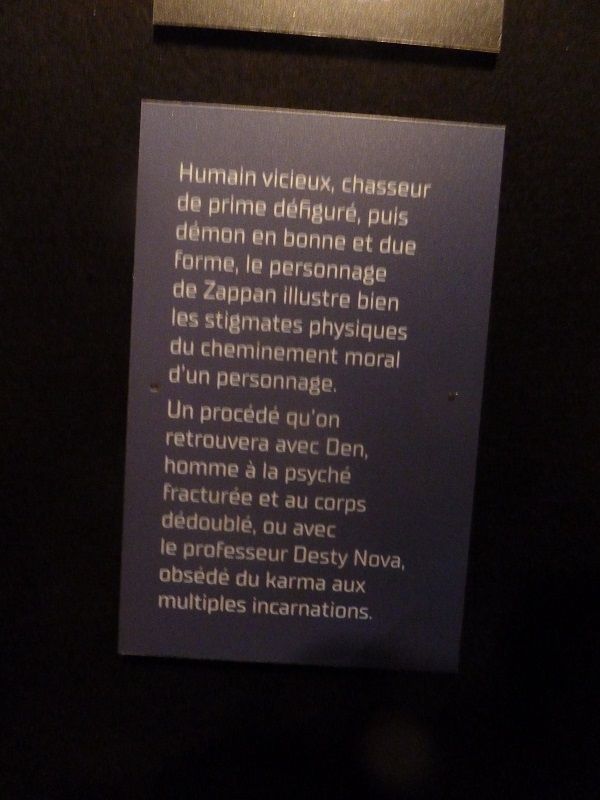 Humain vicieux, chasseur
de prime défiguré, puis
démon en bonne et due
forme, le personnage
de Zappan illustre bien
les stigmates physiques
du cheminement moral
d'un personnage.
Un procédé qu'on
retrouvera avec Den,
homme à la psyché
fracturée et au corps
dédoublé, ou avec
le professeur Desty Nova,
obsédé du karma aux
multiples incarnations.